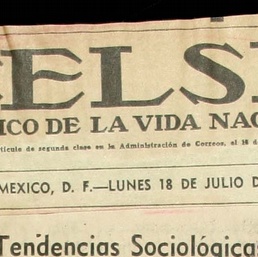 ELS
ICO DE LA VIDA NAC
rtículo de segunda clase en la Administración de Correos, el 18 d
MEXICO, D. F.—LUNES 18 DE JULIO D
Tendencias Sociológicas